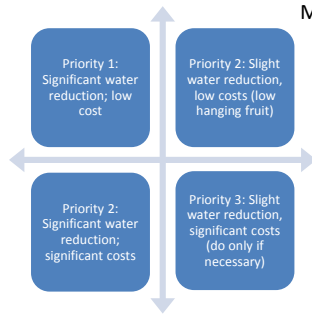 M
Priority 1:
Significant water
reduction; low
cost
Priority 2: Slight
water reduction,
low costs (low
hanging fruit)
Priority 2:
Significant water
reduction;
significant costs
Priority 3: Slight
water reduction,
significant costs
(do only if
necessary)